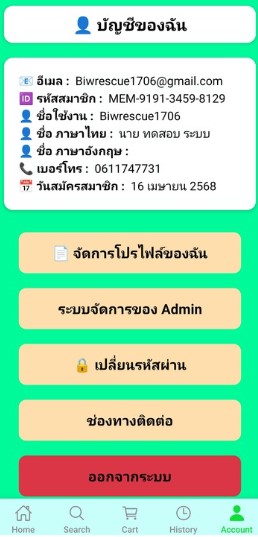 👤 บัญชีของฉัน
📧 อีเมล : Biwrescue1706@gmail.com
🆔 รหัสสมาชิก : MEM-9191-3459-8129
👤 ชื่อใช้งาน : Biwrescue1706
👤 ชื่อ ภาษาไทย : นาย ทดสอบ ระบบ
👤 ชื่อ ภาษาอังกฤษ :
📞 เบอร์โทร : 0611747731
📅 วันสมัครสมาชิก : 16 เมษายน 2568
📄 จัดการโปรไฟล์ของฉัน
ระบบจัดการของ Admin
🔒 เปลี่ยนรหัสผ่าน
ช่องทางติดต่อ
ออกจากระบบ
Home Search Cart History Account